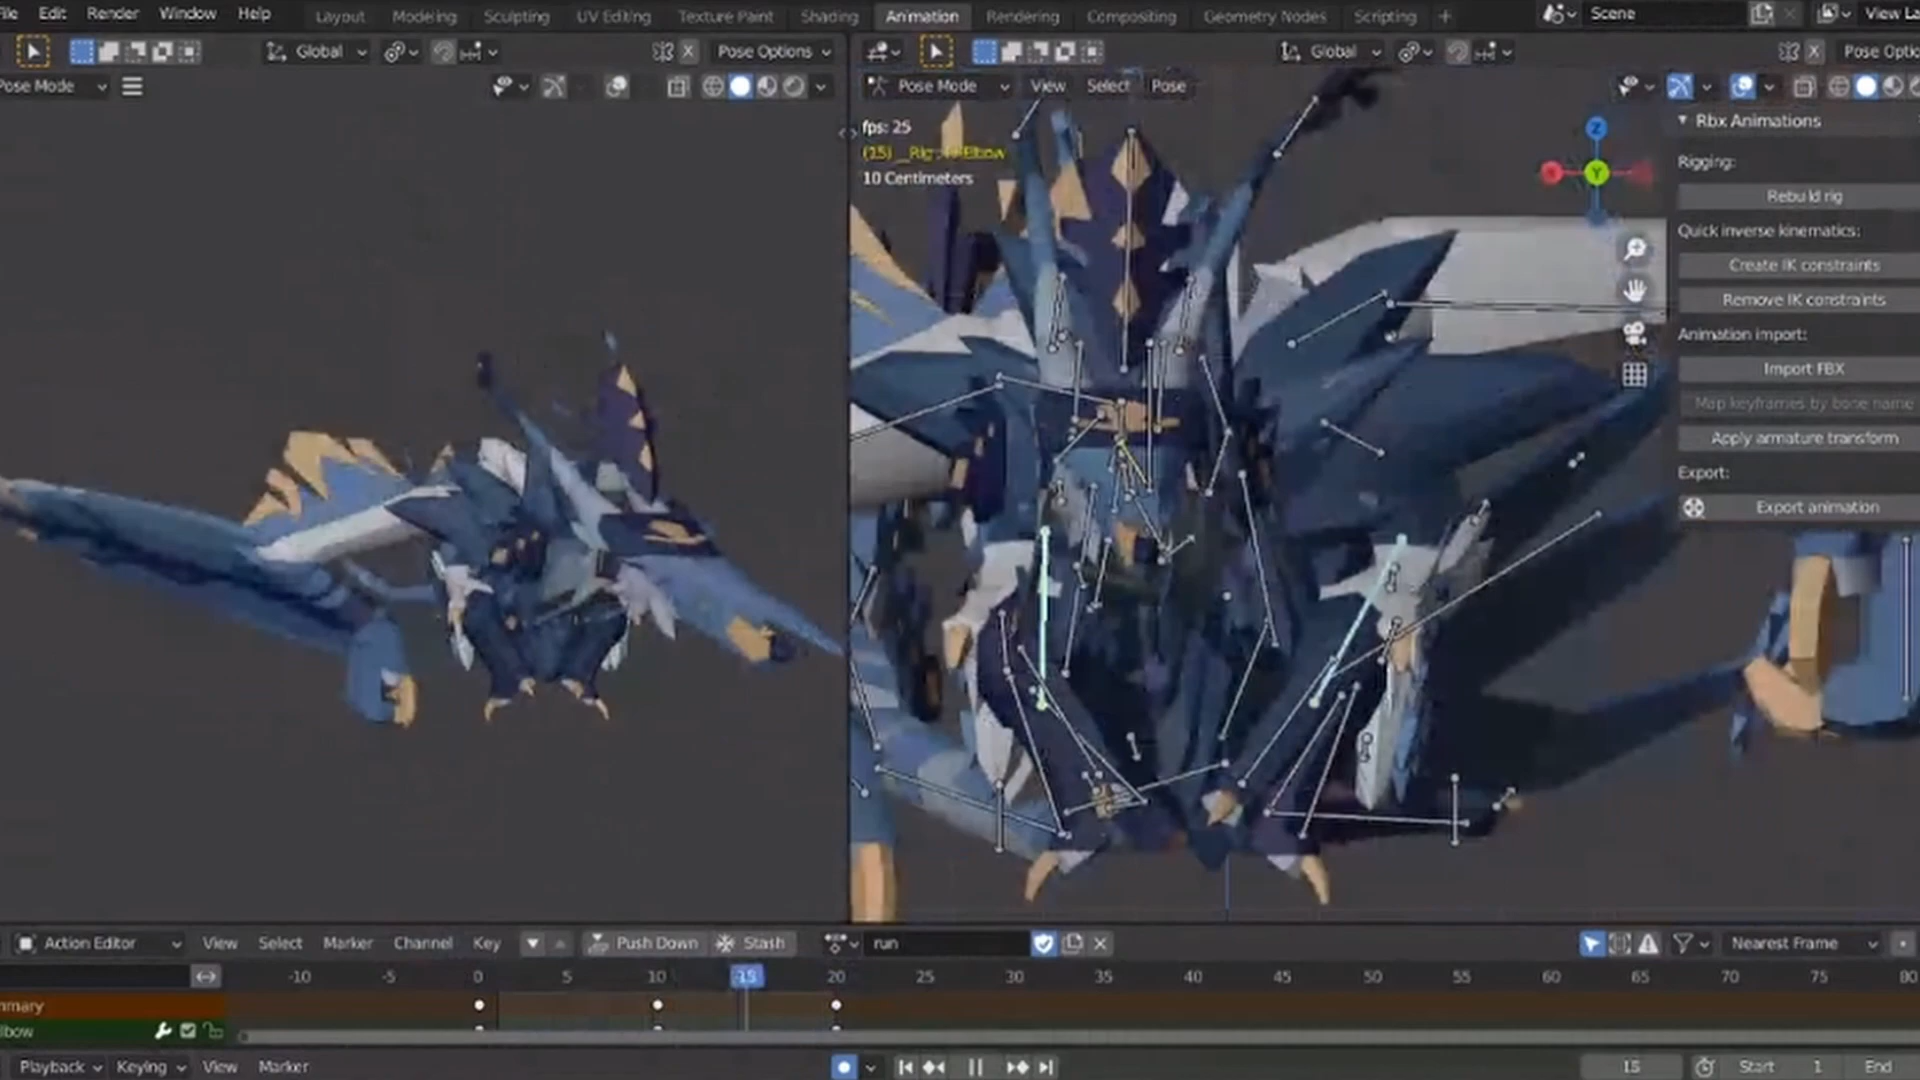 File Edit Render Window Help Layout Modeling Sculpting UV Editing Texture Paint Shading Animation Rendering Compositing Geometry Nodes Scripting + Scene View La
Global Pose Options Global Pose Optio
Pose Mode Pose Mode View Select Pose
fps: 25
10 Centimeters
Z
Y
Rbx Animations
Rigging:
Rebuild rig
Quick inverse kinematics:
Create IK constraints
Remove IK constraints
Animation import:
Import FBX
Map keyframes by bone name
Apply armature transform
Export:
Export animation
Action Editor View Select Marker Channel Key Push Down Stash run Nearest Frame
-10 -5 0 5 10 15 20 25 30 35 40 45 50 55 60 65 70 75 80
mmary
lbow
Playback Keying View Marker 15 Start 1 End